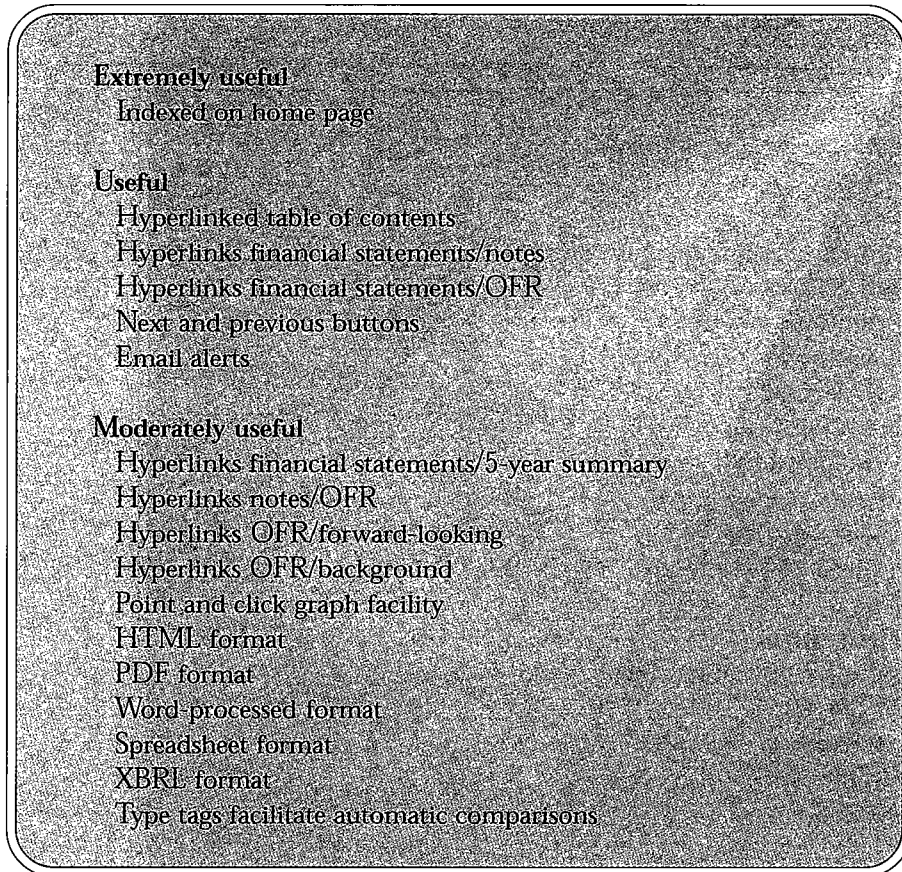 Extremely useful
Indexed on home page
Useful
Hyperlinked table of contents
Hyperlinks financial statements/notes
Hyperlinks financial statements/OFR
Next and previous buttons
Email alerts
Moderately useful
Hyperlinks financial statements/5-year summary
Hyperlinks notes/OFR
Hyperlinks OFR/forward-looking
Hyperlinks OFR/background
Point and click graph facility
HTML format
PDF format
Word-processed format
Spreadsheet format
XBRL format
Type tags facilitate automatic comparisons